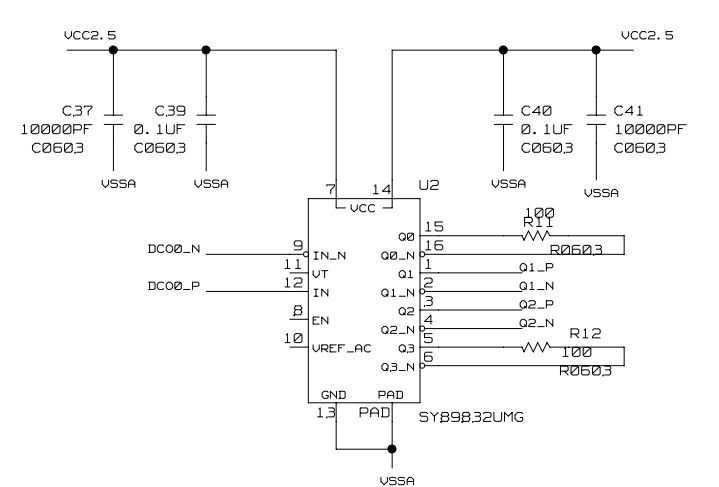 VCC2.5
VCC2.5
C37
10000PF
C0603
C39
0.1UF
C0603
C40
0.1UF
C0603
C41
10000PF
C0603
VSSA
VSSA
VSSA
VSSA
7
14
U2
VCC
15
Q0
100
R11
R0603
DC00_N
9
IN_N
16
Q0_N
11
VT
1
Q1
Q1_P
DC00_P
12
IN
2
Q1_N
Q1_N
3
Q2
Q2_P
8
EN
4
Q2_N
Q2_N
10
VREF_AC
5
Q3
R12
100
R0603
6
Q3_N
GND
PAD
13
PAD
SY89832UMG
VSSA